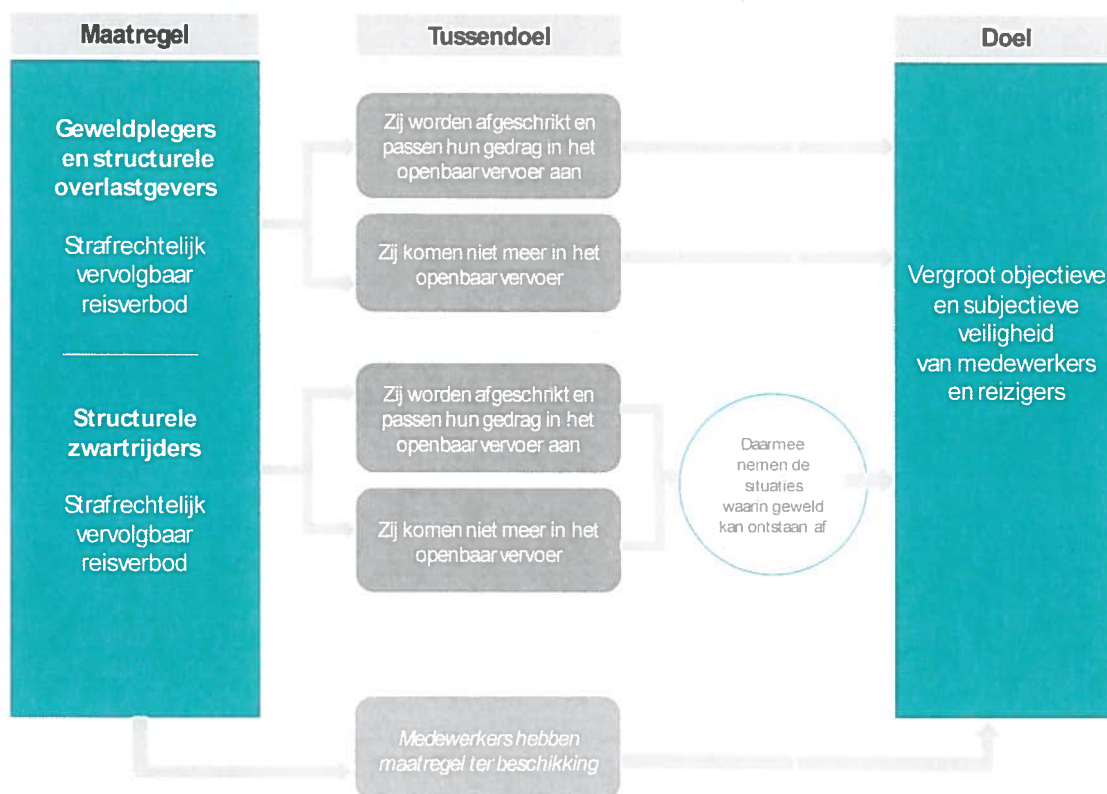 Maatregel
Tussendoel
Doel
Geweldplegers
en structurele
overlastgevers
Strafrechtelijk
vervolgbaar
reisverbod
Structurele
zwartrijders
Strafrechtelijk
vervolgbaar
reisverbod
Zij worden afgeschrikt en
passen hun gedrag in het
openbaar vervoer aan
Zij komen niet meer in het
openbaar vervoer
Zij worden afgeschrikt en
passen hun gedrag in het
openbaar vervoer aan
Zij komen niet meer in het
openbaar vervoer
Medewerkers hebben
maatregel ter beschikking
Daarmee
nemen de
situaties
waarin geweld
kan ontstaan af
Vergroot objectieve
en subjectieve
veiligheid
van medewerkers
en reizigers